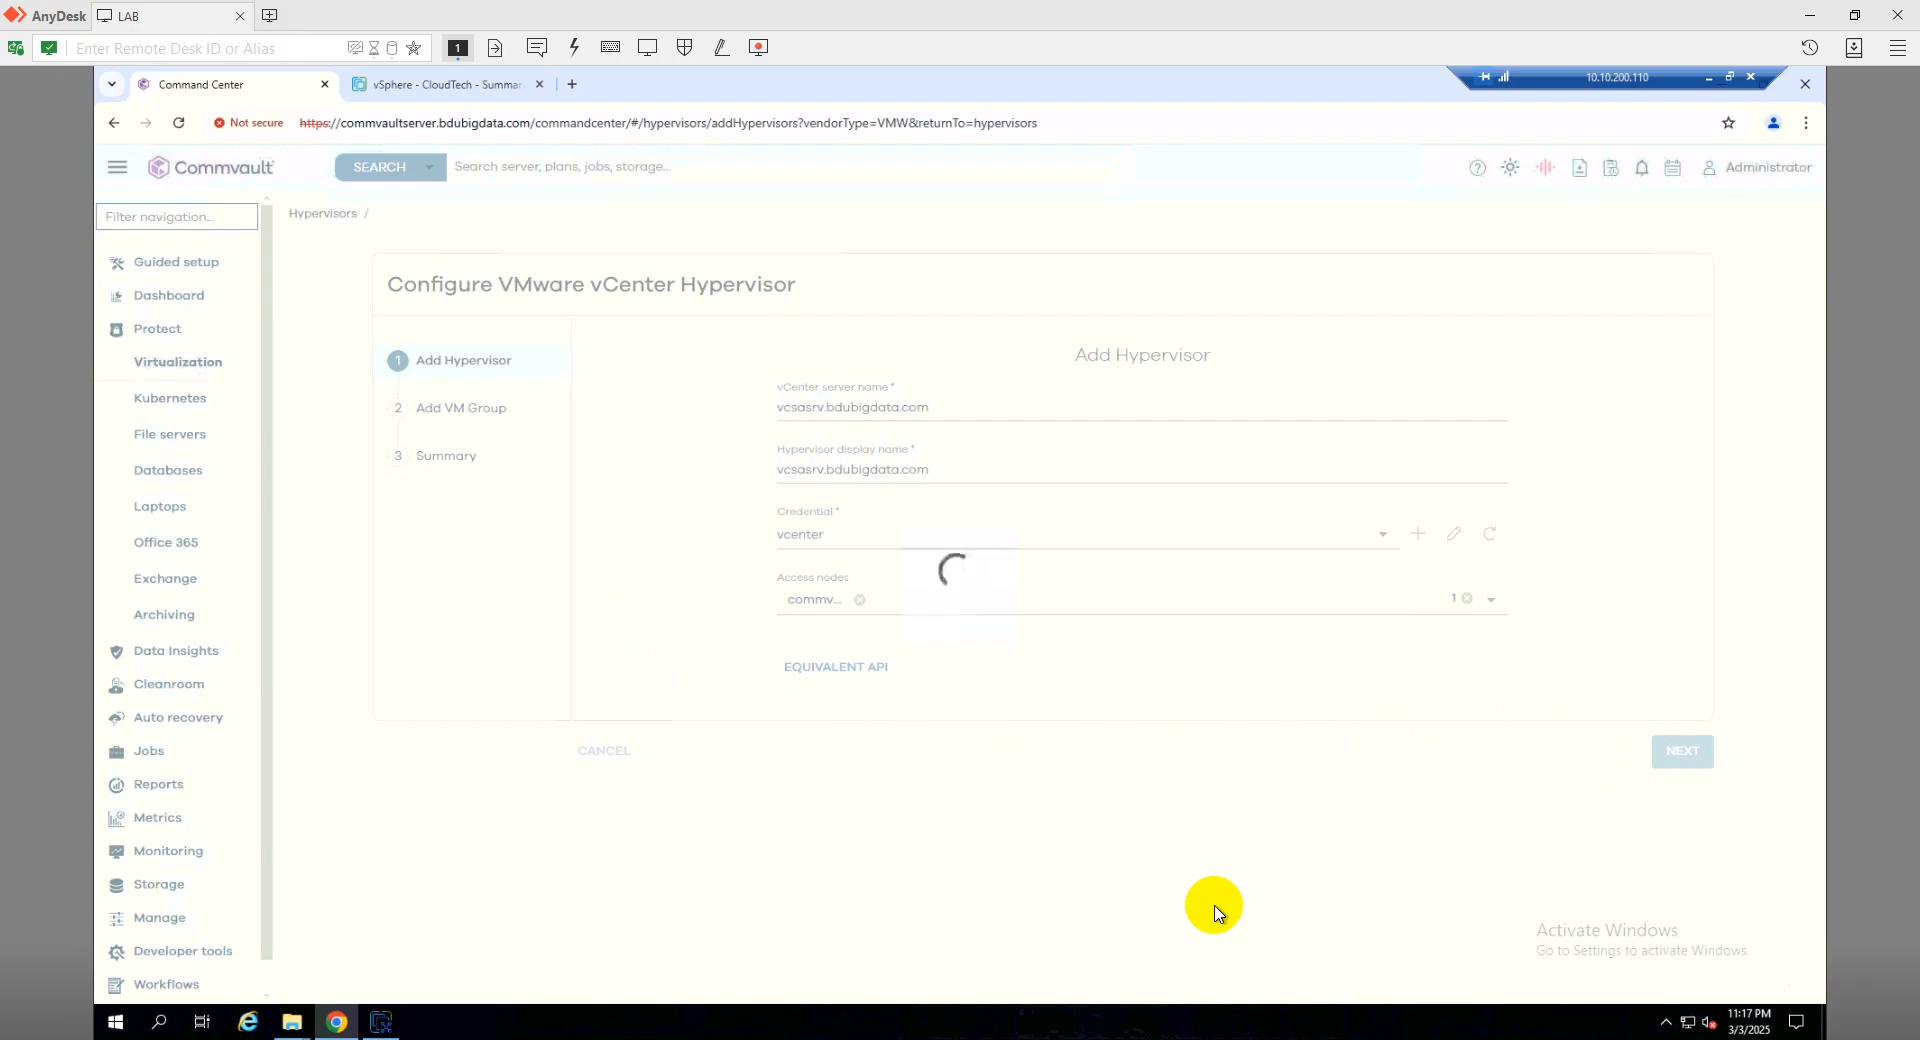 AnyDesk
LAB
Enter Remote Desk ID or Alias
1
Command Center
vSphere - CloudTech - Summar
10.10.200.110
Not secure
https://commvaultserver.bdubigdata.com/commandcenter/#/hypervisors/addHypervisors?vendorType=VMW&returnTo=hypervisors
Commvault
SEARCH
Search server, plans, jobs, storage...
Administrator
Filter navigation...
Hypervisors /
Guided setup
Dashboard
Protect
Virtualization
Kubernetes
File servers
Databases
Laptops
Office 365
Exchange
Archiving
Data Insights
Cleanroom
Auto recovery
Jobs
Reports
Metrics
Monitoring
Storage
Manage
Developer tools
Workflows
Configure VMware vCenter Hypervisor
1 Add Hypervisor
2 Add VM Group
3 Summary
Add Hypervisor
vCenter server name *
vcsasrv.bdubigdata.com
Hypervisor display name *
vcsasrv.bdubigdata.com
Credential *
vcenter
Access nodes
commv...
1
EQUIVALENT API
CANCEL
NEXT
Activate Windows
Go to Settings to activate Windows.
11:17 PM
3/3/2025